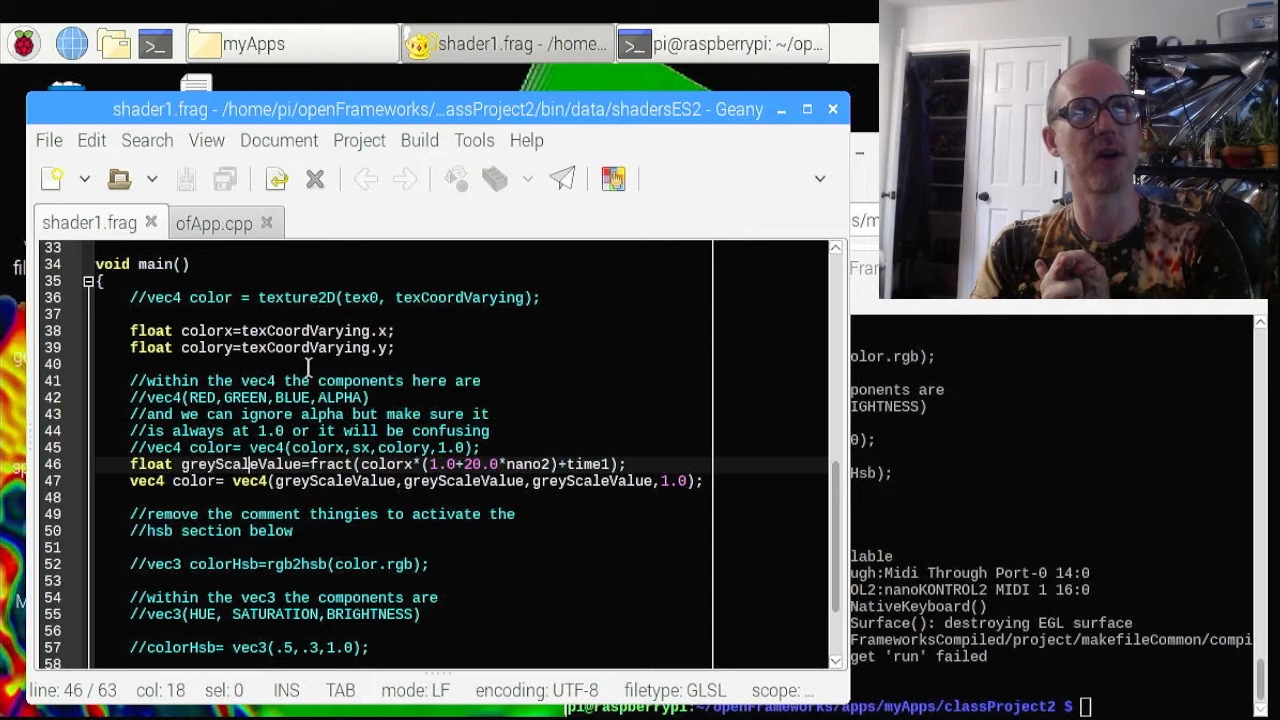 myApps
shader1.frag - /home...
pi@raspberrypi: ~/op...
shader1.frag - /home/pi/openFrameworks/...assProject2/bin/data/shadersES2 - Geany
File Edit Search View Document Project Build Tools Help
shader1.frag
ofApp.cpp
33
34 void main()
35 {
36 //vec4 color = texture2D(tex0, texCoordVarying);
37
38 float colorx=texCoordVarying.x;
39 float colory=texCoordVarying.y;
40
41 //within the vec4 the components here are
42 //vec4(RED,GREEN,BLUE,ALPHA)
43 //and we can ignore alpha but make sure it
44 //is always at 1.0 or it will be confusing
45 //vec4 color= vec4(colorx,sx,colory,1.0);
46 float greyScaleValue=fract(colorx*(1.0+20.0*nano2)+time1);
47 vec4 color= vec4(greyScaleValue,greyScaleValue,greyScaleValue,1.0);
48
49 //remove the comment thingies to activate the
50 //hsb section below
51
52 //vec3 colorHsb=rgb2hsb(color.rgb);
53
54 //within the vec3 the components are
55 //vec3(HUE, SATURATION,BRIGHTNESS)
56
57 //colorHsb= vec3(.5,.3,1.0);
58
line: 46 / 63 col: 18 sel: 0 INS TAB mode: LF encoding: UTF-8 filetype: GLSL scope: ...
s/m
Fran
olor.rgb);
ponents are
IGHTNESS)
0);
Hsb);
lable
ugh:Midi Through Port-0 14:0
OL2:nanoKONTROL2 MIDI 1 16:0
NativeKeyboard()
Surface(): destroying EGL surface
FrameworksCompiled/project/makefileCommon/compi
get 'run' failed
pi@raspberrypi:~/openFrameworks/apps/myApps/classProject2 $